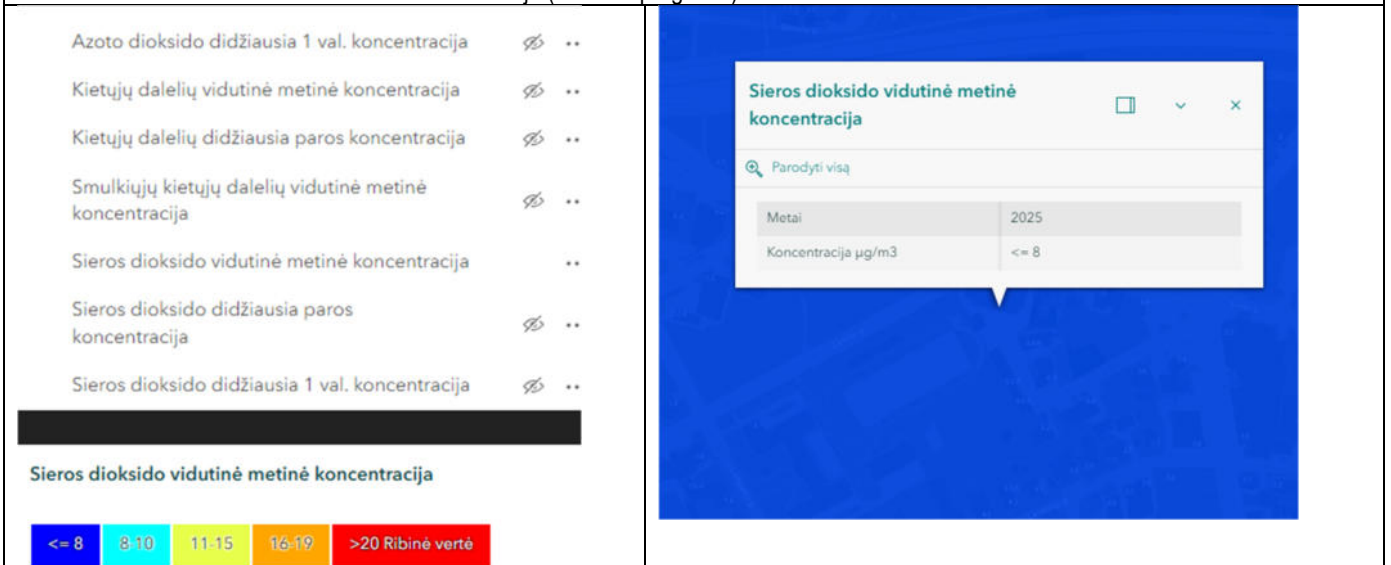 Azoto dioksido didžiausia 1 val. koncentracija
Kietųjų dalelių vidutinė metinė koncentracija
Kietųjų dalelių didžiausia paros koncentracija
Smulkiųjų kietųjų dalelių vidutinė metinė
koncentracija
Sieros dioksido vidutinė metinė koncentracija
Sieros dioksido didžiausia paros
koncentracija
Sieros dioksido didžiausia 1 val. koncentracija
Sieros dioksido vidutinė metinė koncentracija
<= 8 8-10 11-15 16-19 >20 Ribinė vertė
Sieros dioksido vidutinė metinė
koncentracija
Parodyti visą
Metai 2025
Koncentracija µg/m3 <= 8